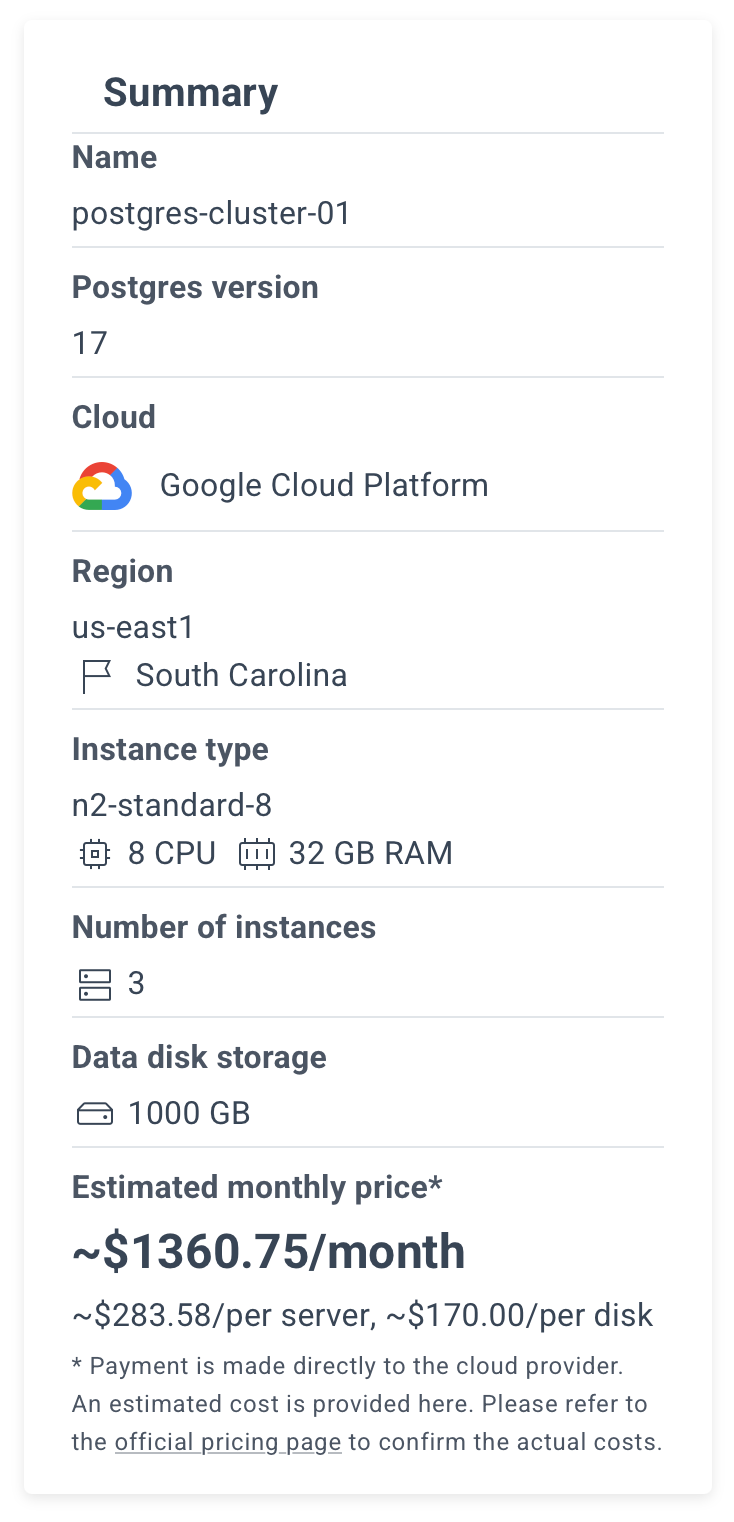 Summary
Name
postgres-cluster-01
Postgres version
17
Cloud
Google Cloud Platform
Region
us-east1
South Carolina
Instance type
n2-standard-8
8 CPU 32 GB RAM
Number of instances
3
Data disk storage
1000 GB
Estimated monthly price*
~$1360.75/month
~$283.58/per server, ~$170.00/per disk
* Payment is made directly to the cloud provider.
An estimated cost is provided here. Please refer to
the official pricing page to confirm the actual costs.